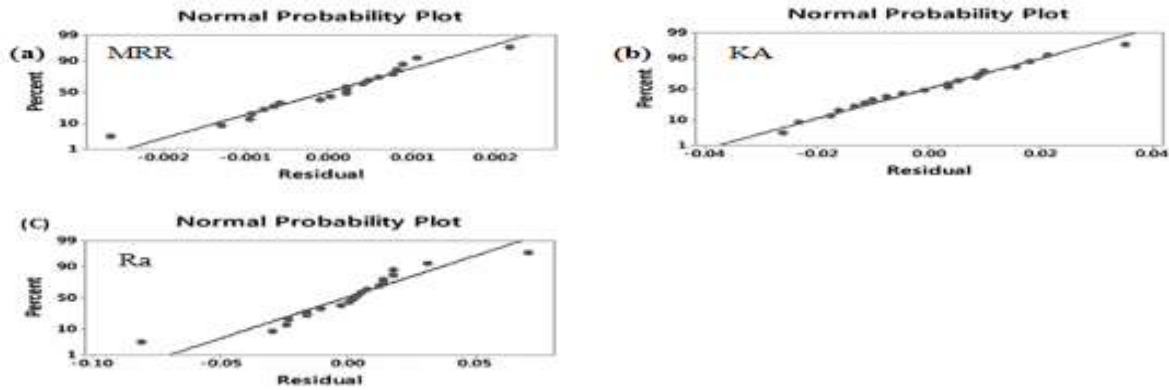 Normal Probability Plot
(a)
MRR
Percent
99
90
50
10
1
-0.002
-0.001
0.000
0.001
0.002
Residual
Normal Probability Plot
(b)
KA
Percent
99
90
50
10
1
-0.04
-0.02
0.00
0.02
0.04
Residual
Normal Probability Plot
(C)
Ra
Percent
99
90
50
10
1
-0.10
-0.05
0.00
0.05
Residual